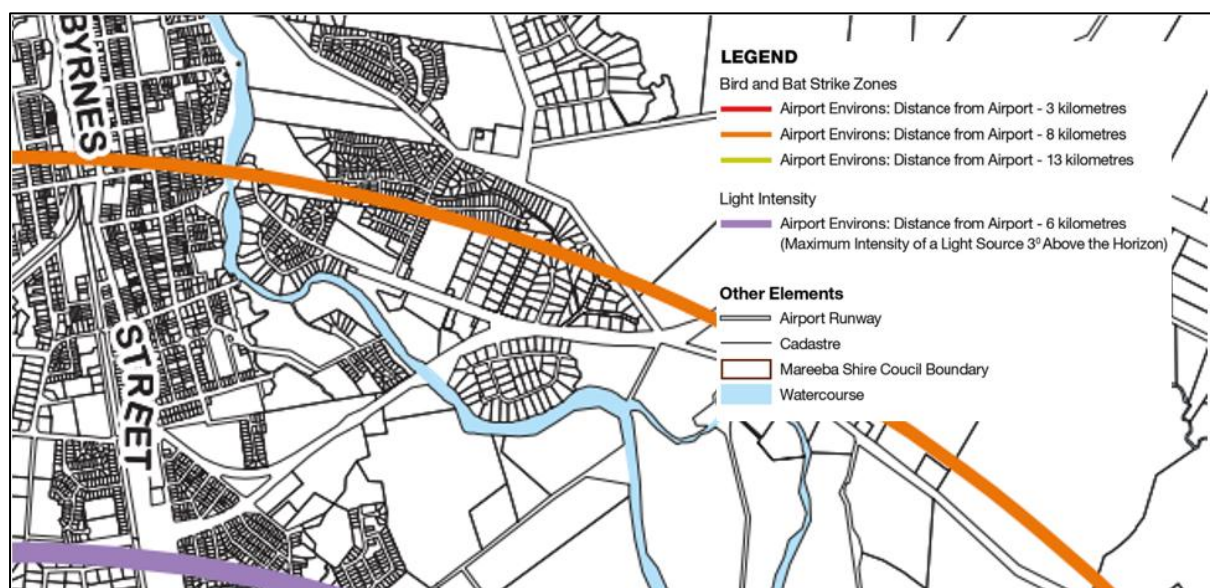 BYRNES
STREET
LEGEND
Bird and Bat Strike Zones
Airport Environs: Distance from Airport - 3 kilometres
Airport Environs: Distance from Airport - 8 kilometres
Airport Environs: Distance from Airport - 13 kilometres
Light Intensity
Airport Environs: Distance from Airport - 6 kilometres
(Maximum Intensity of a Light Source 3⁰ Above the Horizon)
Other Elements
Airport Runway
Cadastre
Mareeba Shire Coucil Boundary
Watercourse